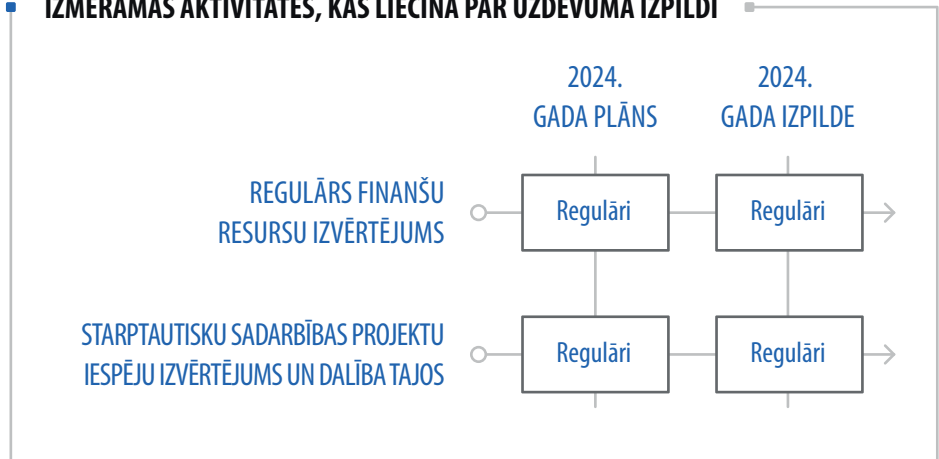 IZMĒRĀMĀS AKTIVITĀTES, KAS LIECINA PAR UZDEVUMA IZPILDI
2024.
GADA PLĀNS
2024.
GADA IZPILDE
REGULĀRS FINANŠU
RESURSU IZVĒRTĒJUMS
Regulāri
Regulāri
STARPTAUTISKU SADARBĪBAS PROJEKTU
IESPĒJU IZVĒRTĒJUMS UN DALĪBA TAJOS
Regulāri
Regulāri